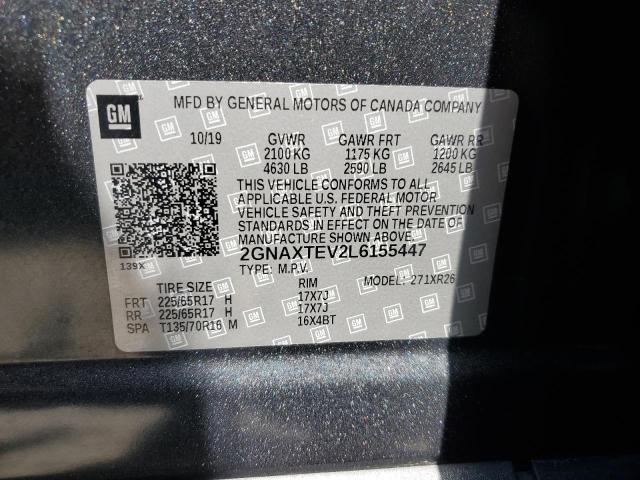 GM
MFD BY GENERAL MOTORS OF CANADA COMPANY
10/19 GVWR GAWR FRT GAWR RR
2100 KG 1175 KG 1200 KG
4630 LB 2590 LB 2645 LB
THIS VEHICLE CONFORMS TO ALL
APPLICABLE U.S. FEDERAL MOTOR
VEHICLE SAFETY AND THEFT PREVENTION
STANDARDS IN EFFECT ON THE DATE OF
MANUFACTURE SHOWN ABOVE.
2GNAXTEV2L6155447
TYPE: M.P.V. MODEL: 271XR26
139X
TIRE SIZE RIM
FRT 225/65R17 H 17X7J
RR 225/65R17 H 17X7J
SPA T135/70R16 M 16X4BT